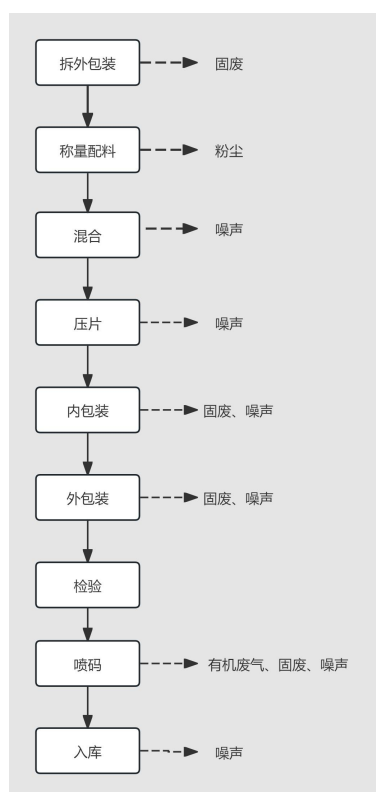 拆外包装 固废
称量配料 粉尘
混合 噪声
压片 噪声
内包装 固废、噪声
外包装 固废、噪声
检验
喷码 有机废气、固废、噪声
入库 噪声